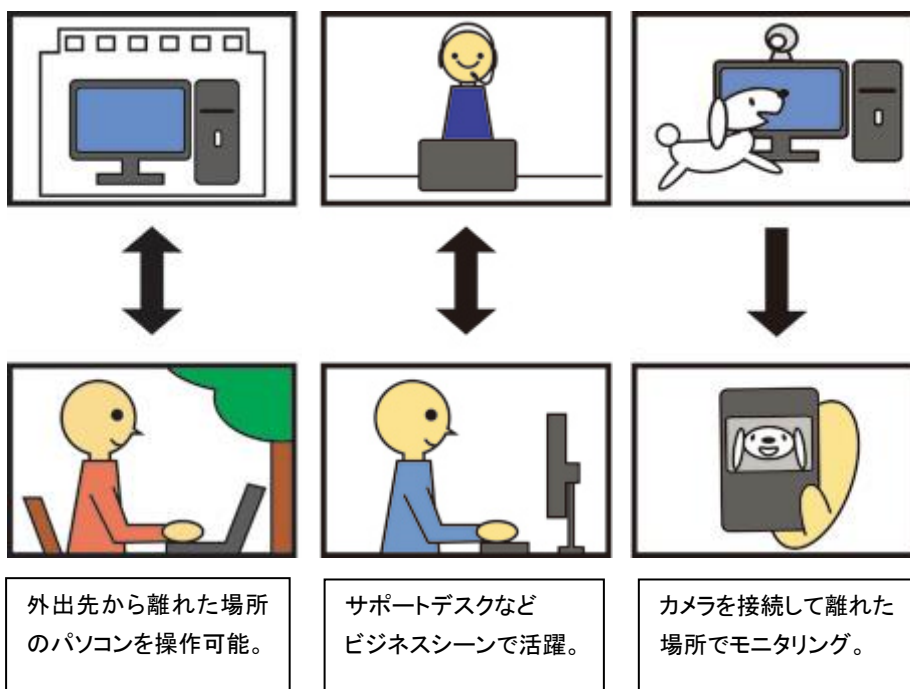 外出先から離れた場所
のパソコンを操作可能。
サポートデスクなど
ビジネスシーンで活躍。
カメラを接続して離れた
場所でモニタリング。